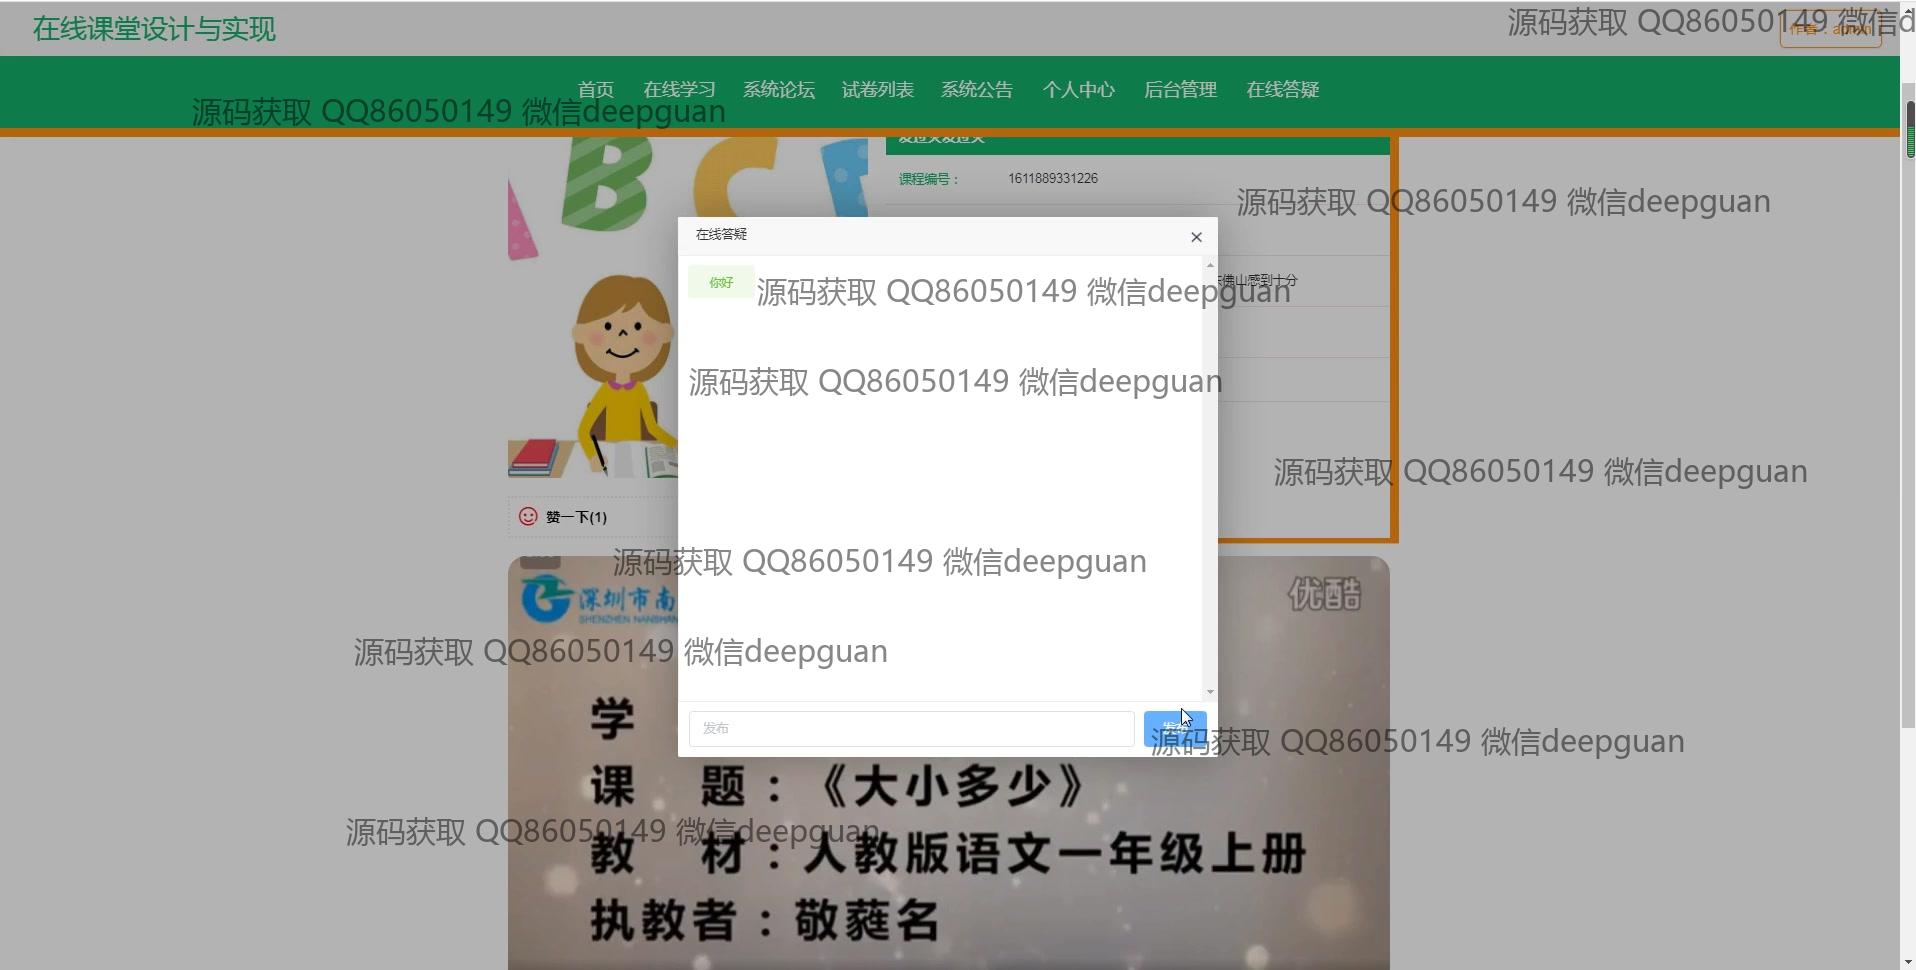 在线课堂设计与实现
源码获取 QQ86050149 微信d
首页 在线学习 系统论坛 试卷列表 系统公告 个人中心 后台管理 在线答疑
源码获取 QQ86050149 微信deepguan
课程编号： 1611889331226
源码获取 QQ86050149 微信deepguan
在线答疑
你好
源码获取 QQ86050149 微信deepguan
佛山感到十分
源码获取 QQ86050149 微信deepguan
源码获取 QQ86050149 微信deepguan
赞一下(1)
源码获取 QQ86050149 微信deepguan
深圳市南
SHENZHEN NANSHAN
优酷
源码获取 QQ86050149 微信deepguan
学
发布
发布
源码获取 QQ86050149 微信deepguan
课 题：《大小多少》
源码获取 QQ86050149 微信deepguan
教 材：人教版语文一年级上册
执教者：敬蕤名